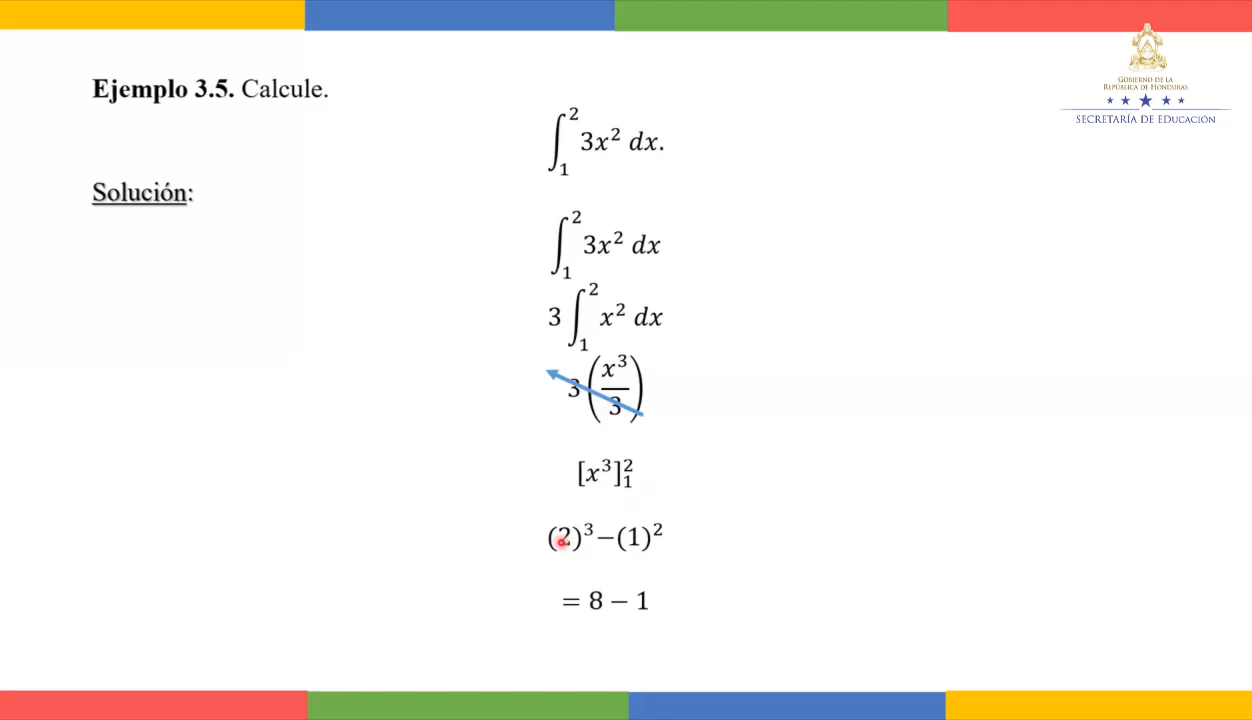 Ejemplo 3.5. Calcule.
∫₁² 3x² dx.
Solución:
∫₁² 3x² dx
3 ∫₁² x² dx
3 (x³/3)
[x³]₁²
(2)³−(1)²
= 8 − 1
GOBIERNO DE LA
REPÚBLICA DE HONDURAS
SECRETARÍA DE EDUCACIÓN